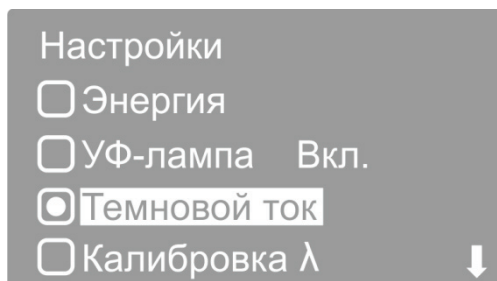 Настройки
Энергия
УФ-лампа Вкл.
Темновой ток
Калибровка λ